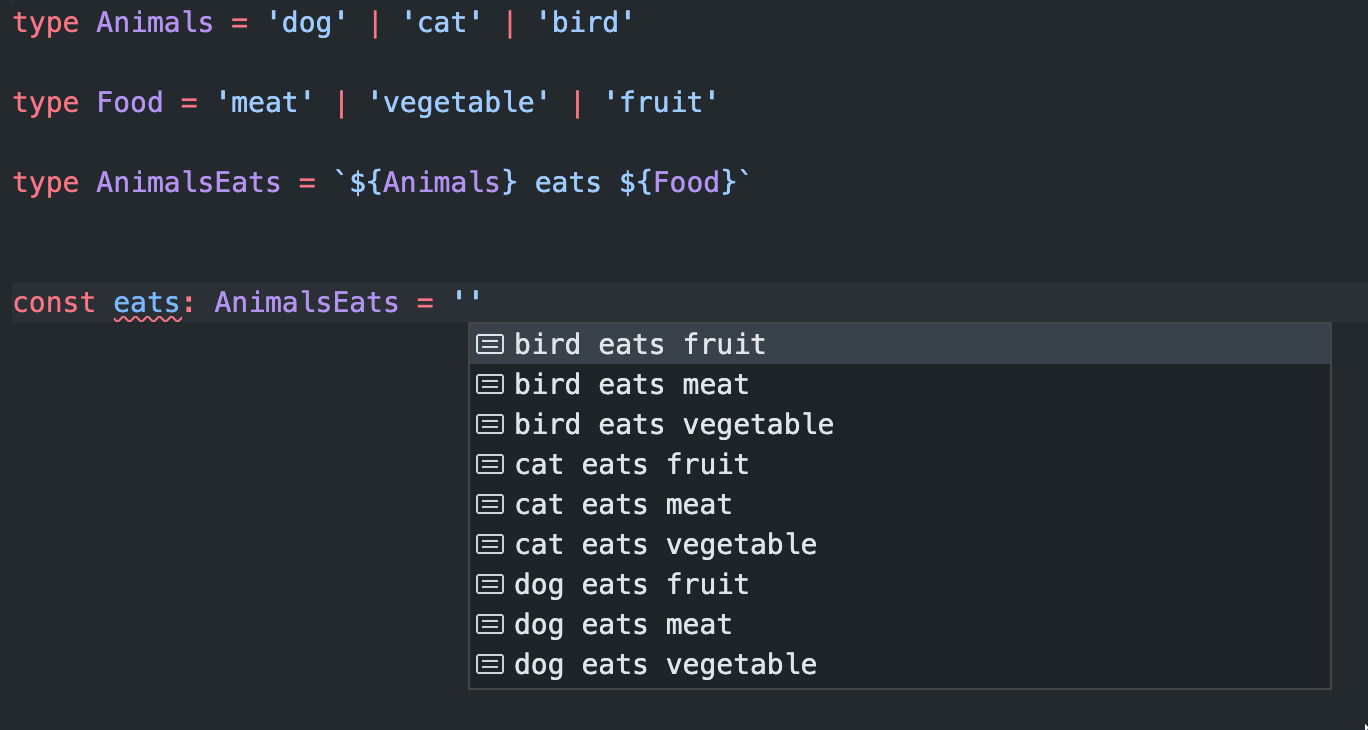 type Animals = 'dog' | 'cat' | 'bird'
type Food = 'meat' | 'vegetable' | 'fruit'
type AnimalsEats = `${Animals} eats ${Food}`
const eats: AnimalsEats = ''
bird eats fruit
bird eats meat
bird eats vegetable
cat eats fruit
cat eats meat
cat eats vegetable
dog eats fruit
dog eats meat
dog eats vegetable